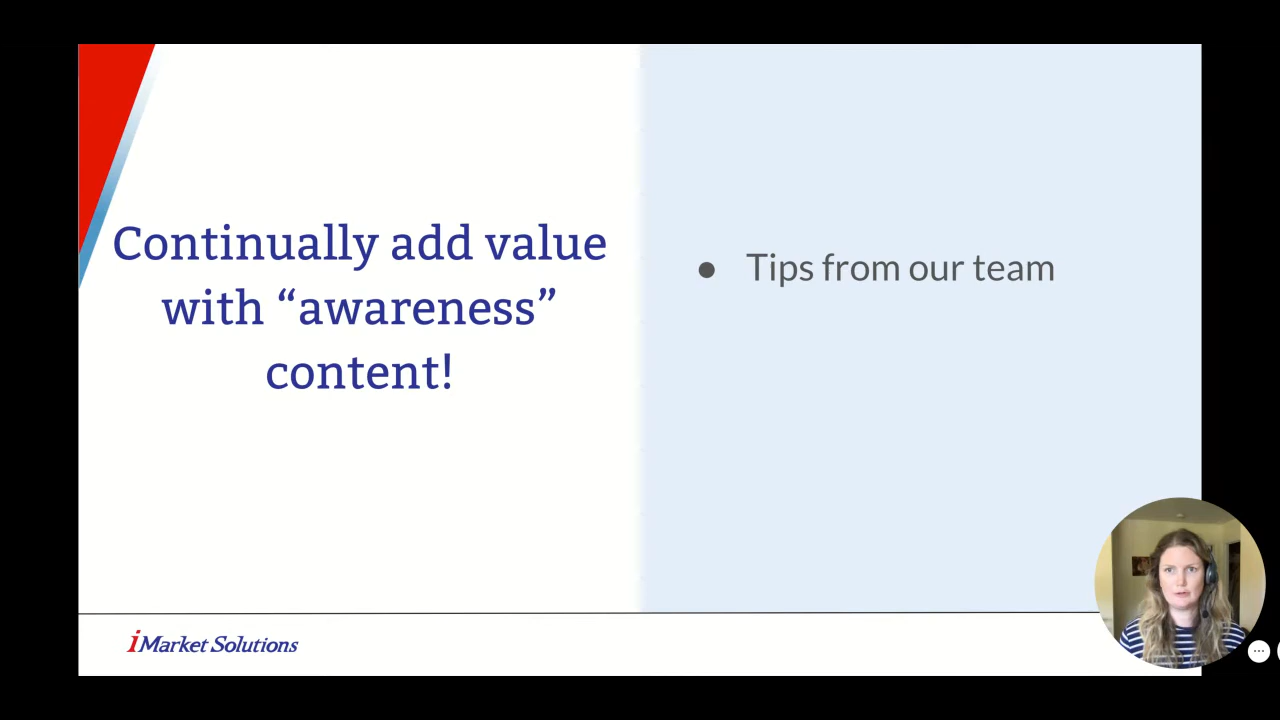 Continually add value
with “awareness”
content!
● Tips from our team
iMarket Solutions